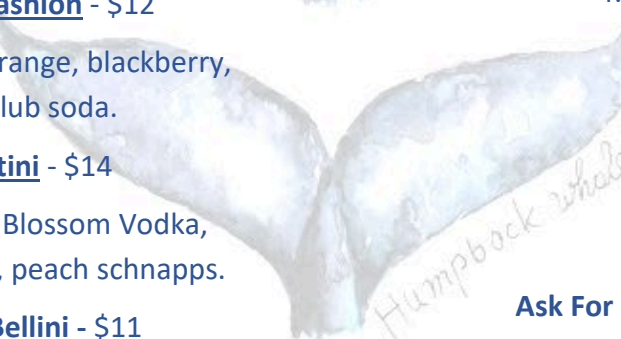 ashion - $12
range, blackberry,
lub soda.
tini - $14
Blossom Vodka,
, peach schnapps.
Humpback whale
Ask For
Bellini - $11